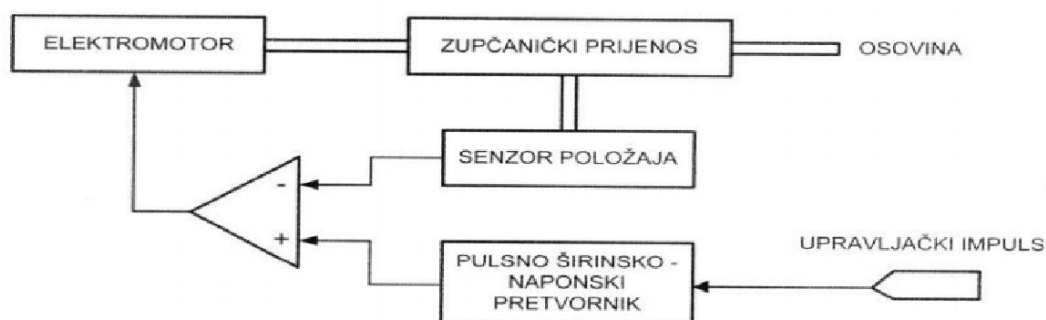 ELEKTROMOTOR
ZUPČANIČKI PRIJENOS
OSOVINA
SENZOR POLOŽAJA
-
+
UPRAVLJAČKI IMPULS
PULSNO ŠIRINSKO -
NAPONSKI
PRETVORNIK